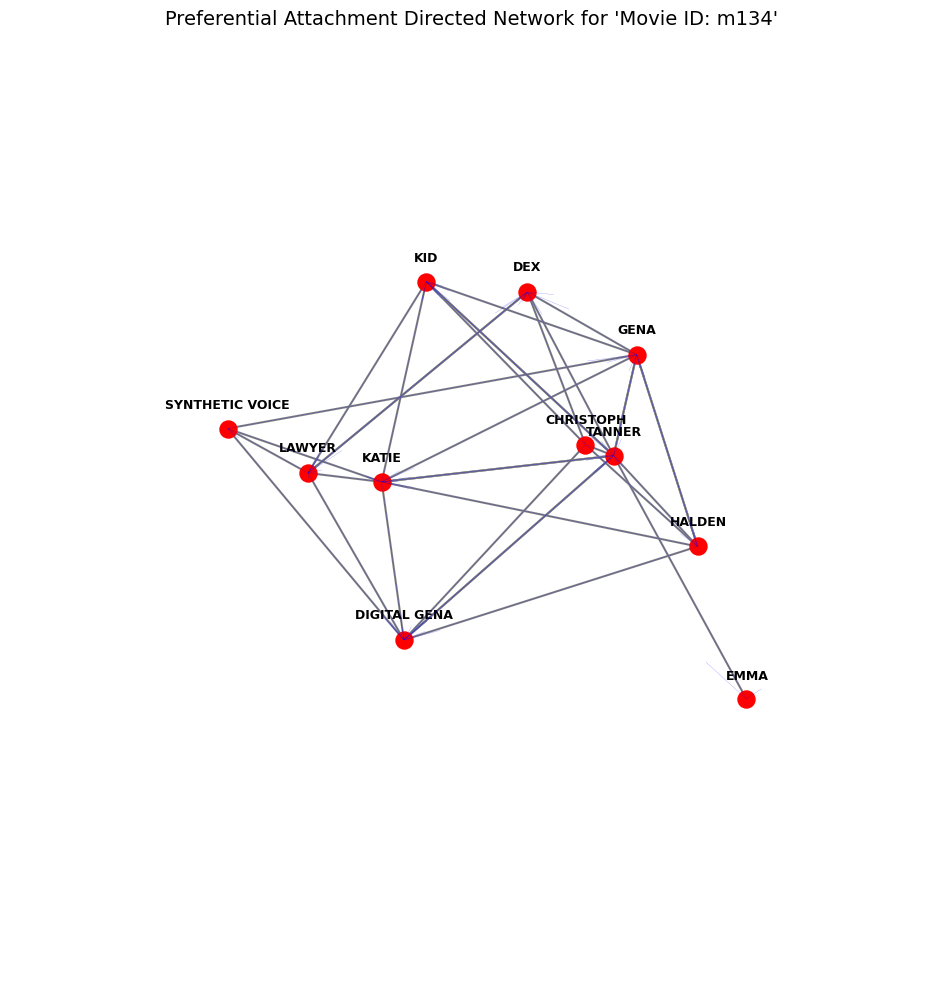 Preferential Attachment Directed Network for 'Movie ID: m134'
KID
DEX
GENA
SYNTHETIC VOICE
CHRISTOPH
TANNER
LAWYER
KATIE
HALDEN
DIGITAL GENA
EMMA